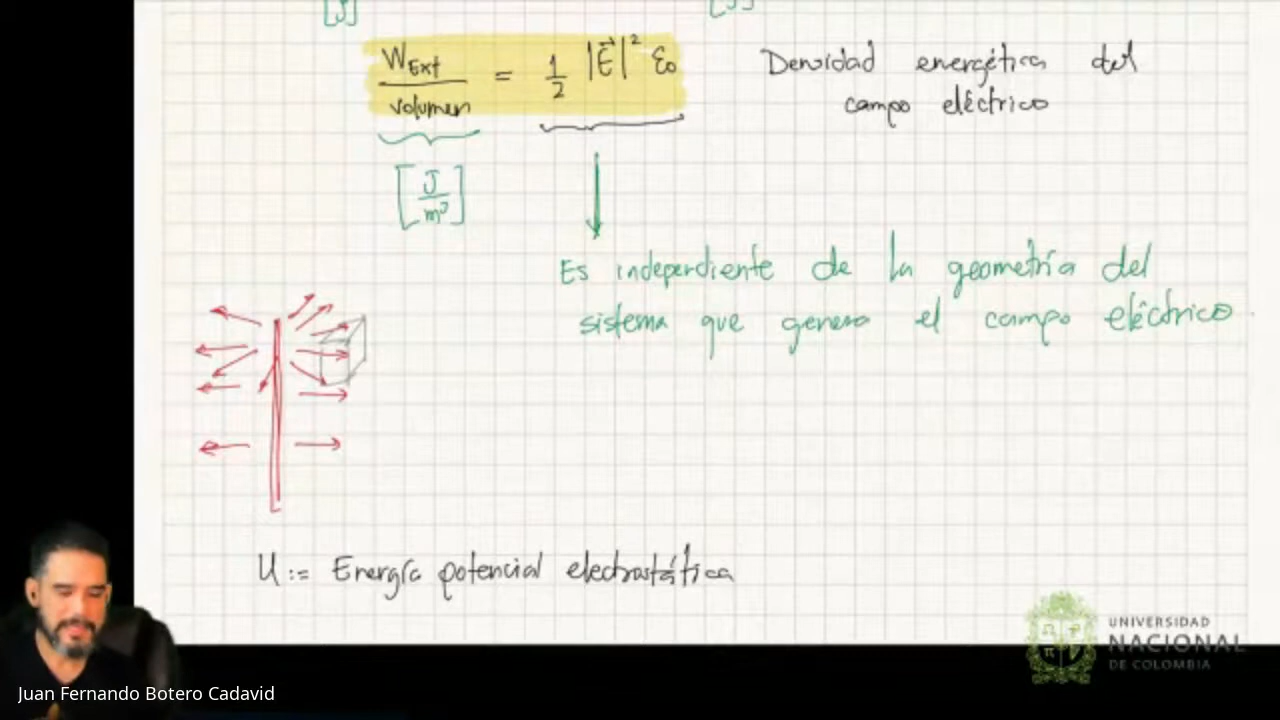 [J]
W_Ext / volumen = 1/2 |E⃗|² ε₀
Densidad energética del
campo eléctrico
[J/m³]
Es independiente de la geometría del
sistema que genera el campo eléctrico.
U := Energía potencial electrostática
UNIVERSIDAD
NACIONAL
DE COLOMBIA
Juan Fernando Botero Cadavid